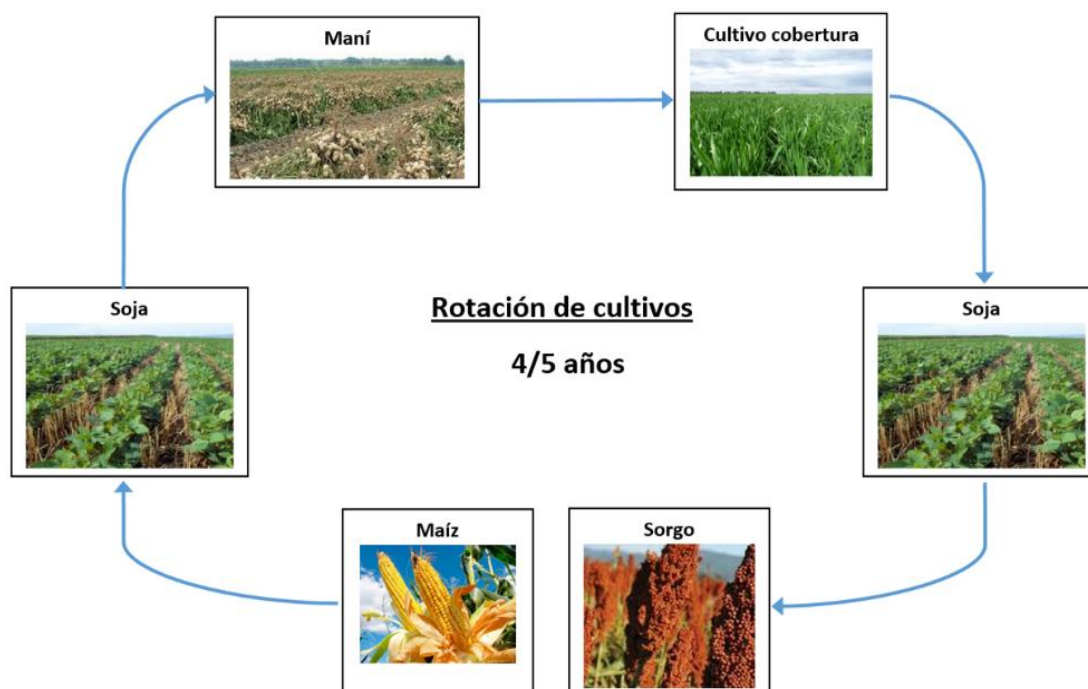 Maní
Cultivo cobertura
Soja
Rotación de cultivos
4/5 años
Soja
Maíz
Sorgo